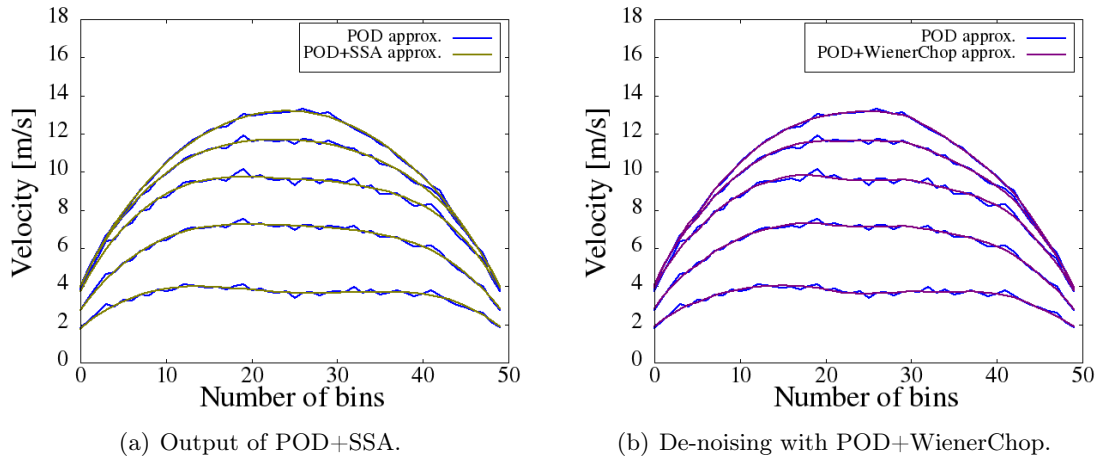 18
16
14
12
10
8
6
4
2
0
Velocity [m/s]
POD approx.
POD+SSA approx.
0 10 20 30 40 50
Number of bins
(a) Output of POD+SSA.
18
16
14
12
10
8
6
4
2
0
Velocity [m/s]
POD approx.
POD+WienerChop approx.
0 10 20 30 40 50
Number of bins
(b) De-noising with POD+WienerChop.